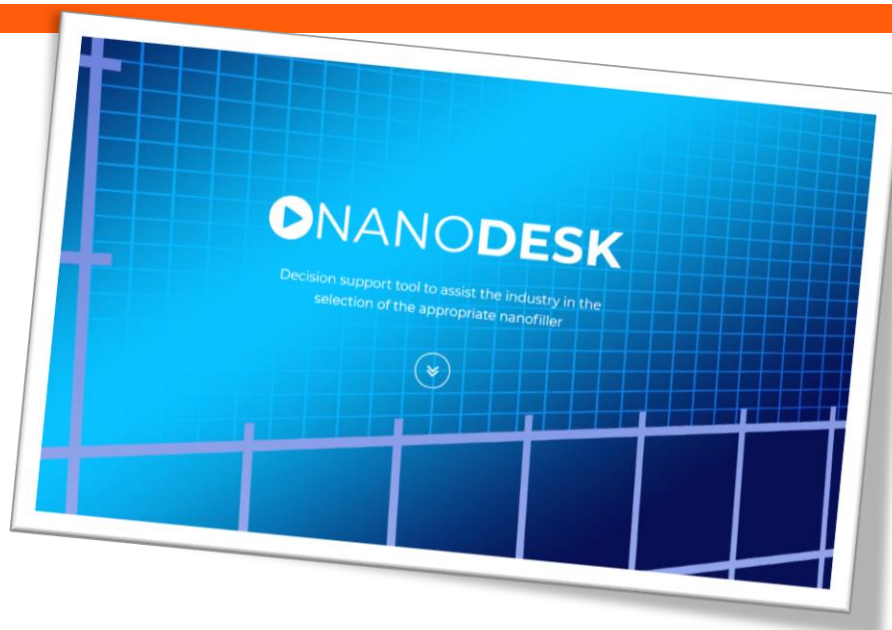 NANODESK
Decision support tool to assist the industry in the
selection of the appropriate nanofiller